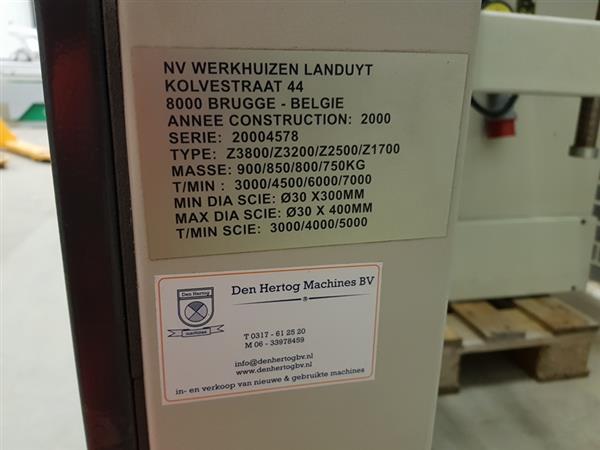 NV WERKHUIZEN LANDUYT
KOLVESTRAAT 44
8000 BRUGGE - BELGIE
ANNEE CONSTRUCTION: 2000
SERIE: 20004578
TYPE: Z3800/Z3200/Z2500/Z1700
MASSE: 900/850/800/750KG
T/MIN : 3000/4500/6000/7000
MIN DIA SCIE: Ø30 X300MM
MAX DIA SCIE: Ø30 X 400MM
T/MIN SCIE: 3000/4000/5000
Den Hertog
machines
Den Hertog Machines BV
®
T 0317 - 61 25 20
M 06 - 33978459
info@denhertogbv.nl
www.denhertogbv.nl
in- en verkoop van nieuwe & gebruikte machines